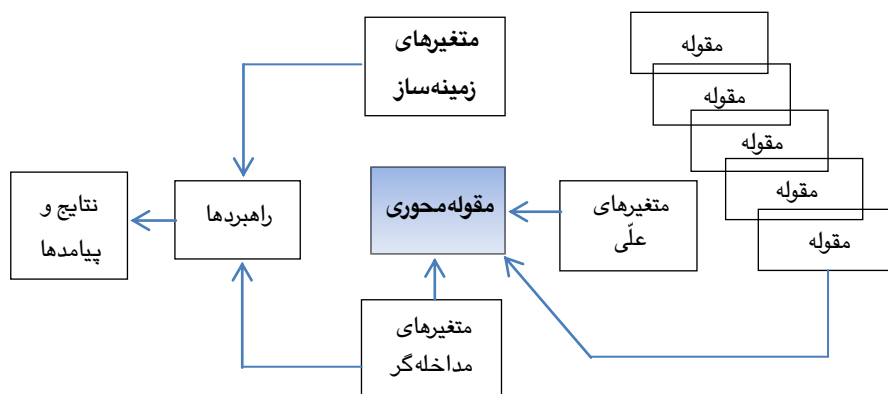 مقوله
مقوله
مقوله
مقوله
مقوله
متغیرهای
زمینه‌ساز
متغیرهای
علّی
مقوله‌محوری
راهبردها
نتایج و
پیامدها
متغیرهای
مداخله‌گر